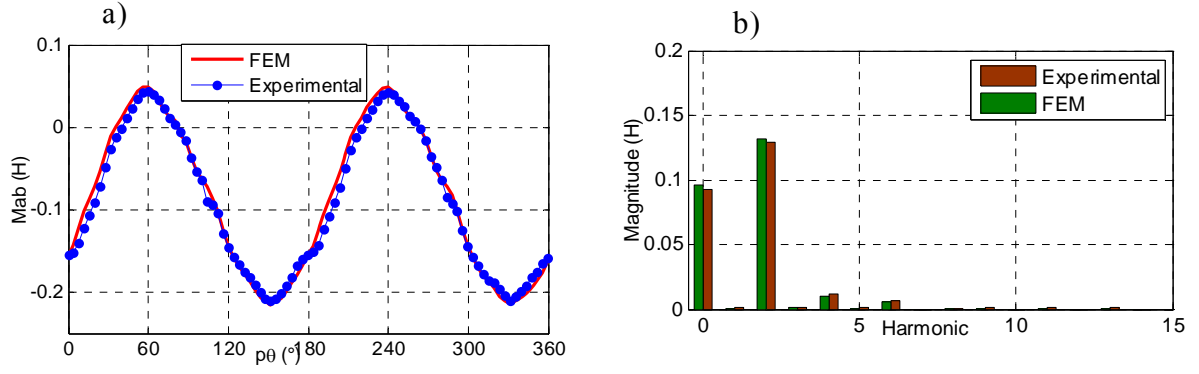 a)
0.1
0
-0.1
-0.2
Mab (H)
FEM
Experimental
0 60 120 180 240 300 360
pθ (°)
b)
0.2
0.15
0.1
0.05
0
Magnitude (H)
Experimental
FEM
0 5 10 15
Harmonic